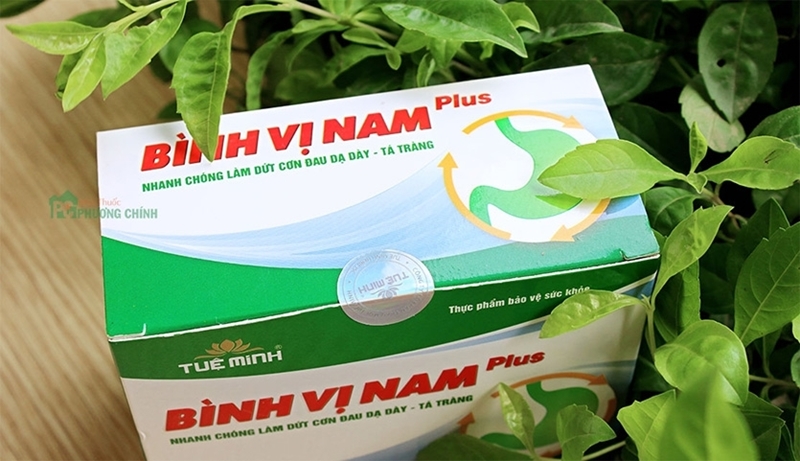 BÌNH VỊ NAM Plus
NHANH CHÓNG LÀM DỨT CƠN ĐAU DẠ DÀY - TÁ TRÀNG
Thuốc
PHƯƠNG CHÍNH
TUỆ MINH
Thực phẩm bảo vệ sức khỏe
TUỆ MINH
BÌNH VỊ NAM Plus
NHANH CHÓNG LÀM DỨT CƠN ĐAU DẠ DÀY - TÁ TRÀNG